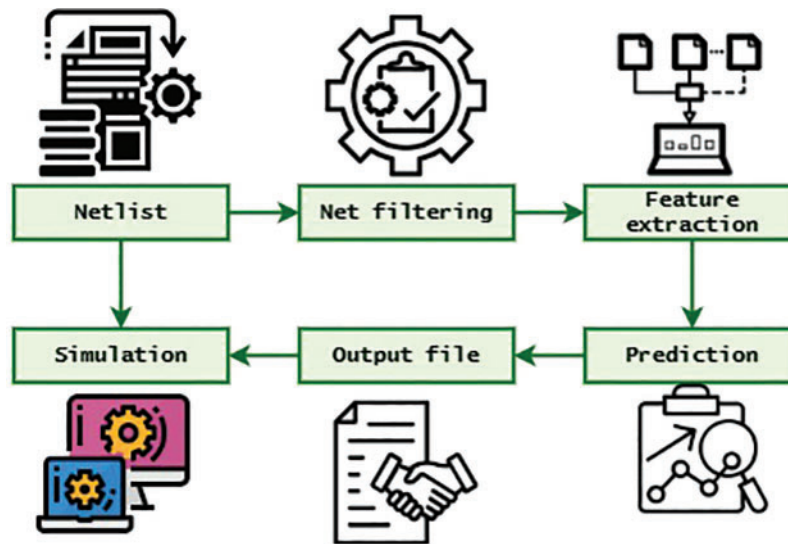 Netlist
Net filtering
Feature
extraction
Simulation
Output file
Prediction